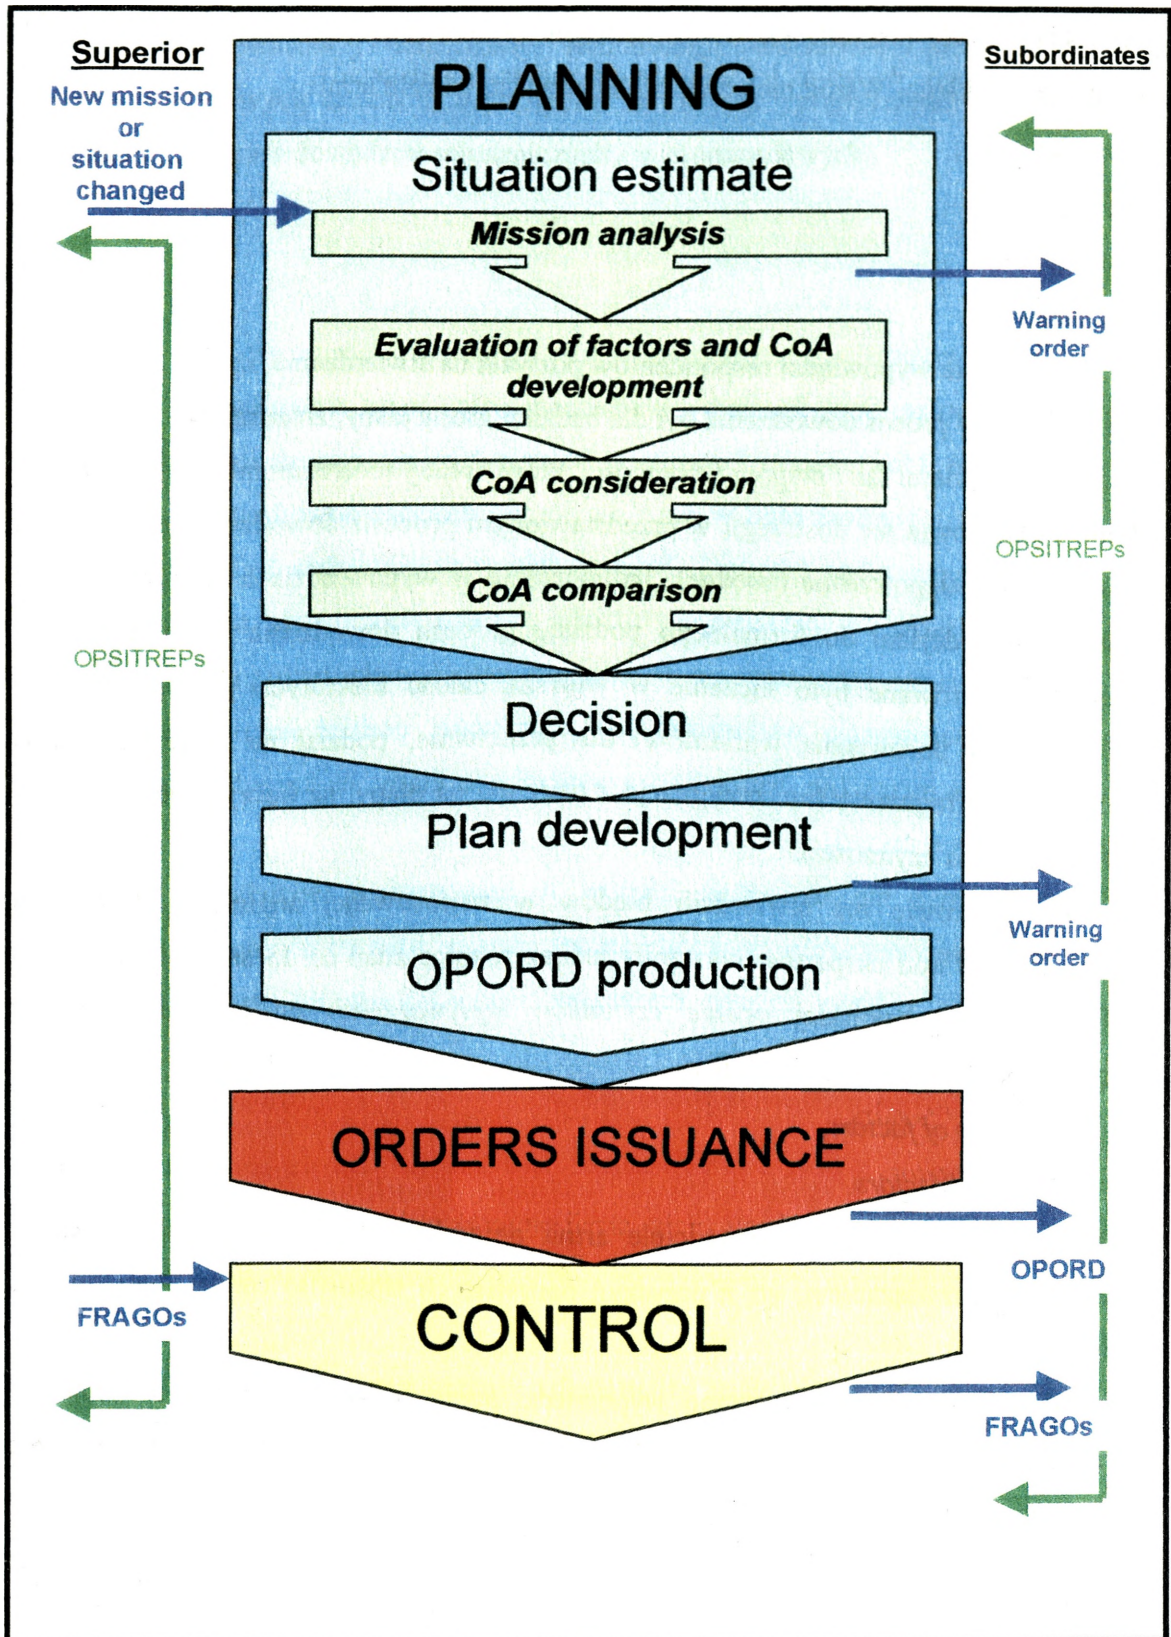 Superior
Subordinates
New mission
or
situation
changed
PLANNING
Situation estimate
Mission analysis
Warning
order
Evaluation of factors and CoA
development
CoA consideration
OPSITREPs
CoA comparison
OPSITREPs
Decision
Plan development
Warning
order
OPORD production
ORDERS ISSUANCE
OPORD
FRAGOs
CONTROL
FRAGOs